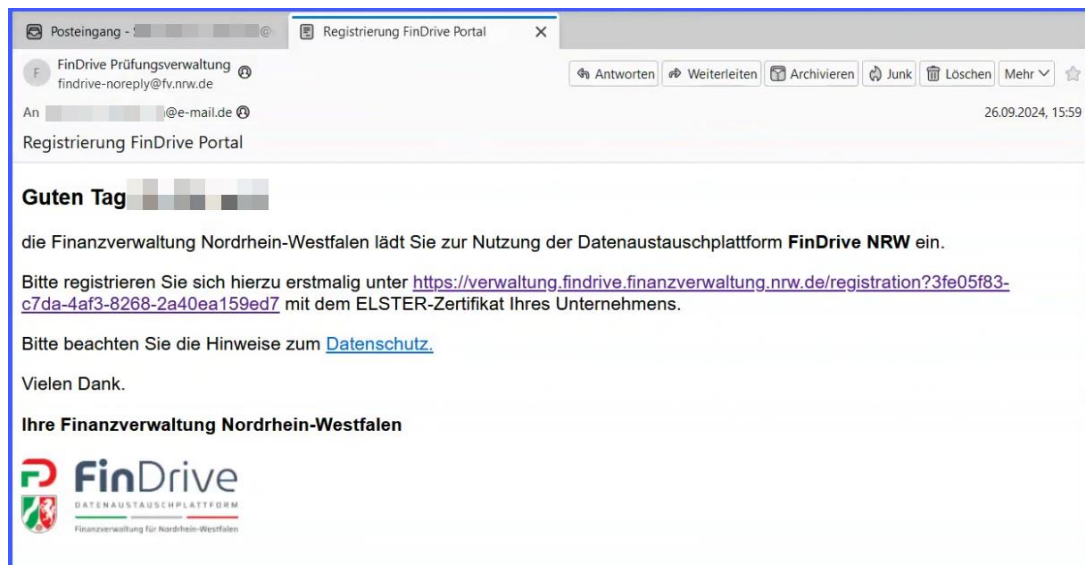 Posteingang -
Registrierung FinDrive Portal
F
FinDrive Prüfungsverwaltung
findrive-noreply@fv.nrw.de
Antworten Weiterleiten Archivieren Junk Löschen Mehr
An @e-mail.de
26.09.2024, 15:59
Registrierung FinDrive Portal
Guten Tag
die Finanzverwaltung Nordrhein-Westfalen lädt Sie zur Nutzung der Datenaustauschplattform FinDrive NRW ein.
Bitte registrieren Sie sich hierzu erstmalig unter https://verwaltung.findrive.finanzverwaltung.nrw.de/registration?3fe05f83-
c7da-4af3-8268-2a40ea159ed7 mit dem ELSTER-Zertifikat Ihres Unternehmens.
Bitte beachten Sie die Hinweise zum Datenschutz.
Vielen Dank.
Ihre Finanzverwaltung Nordrhein-Westfalen
FinDrive
DATENAUSTAUSCHPLATTFORM
Finanzverwaltung für Nordrhein-Westfalen